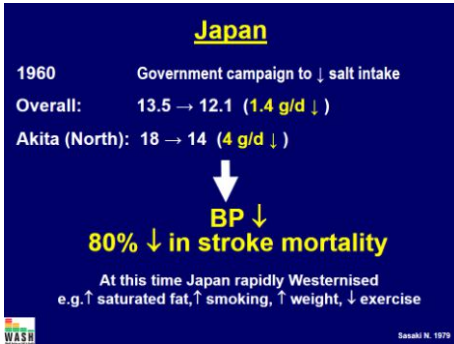 Japan
1960 Government campaign to ↓ salt intake
Overall: 13.5 → 12.1 (1.4 g/d ↓ )
Akita (North): 18 → 14 (4 g/d ↓ )
BP ↓
80% ↓ in stroke mortality
At this time Japan rapidly Westernised
e.g.↑ saturated fat,↑ smoking, ↑ weight, ↓ exercise
WASH
Sasaki N. 1979